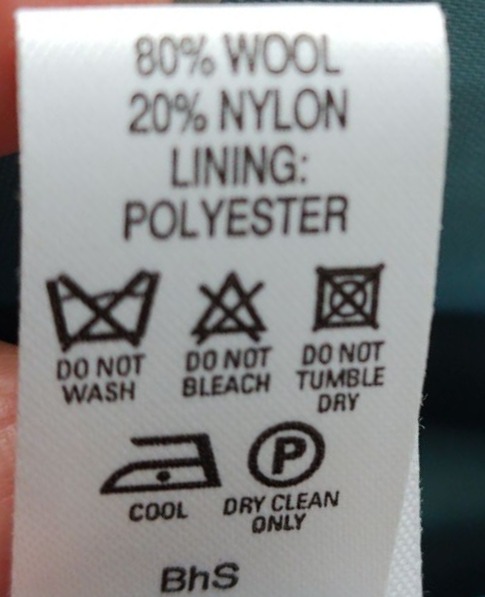 80% WOOL
20% NYLON
LINING:
POLYESTER
DO NOT WASH
DO NOT BLEACH
DO NOT TUMBLE DRY
P
COOL
DRY CLEAN ONLY
BhS